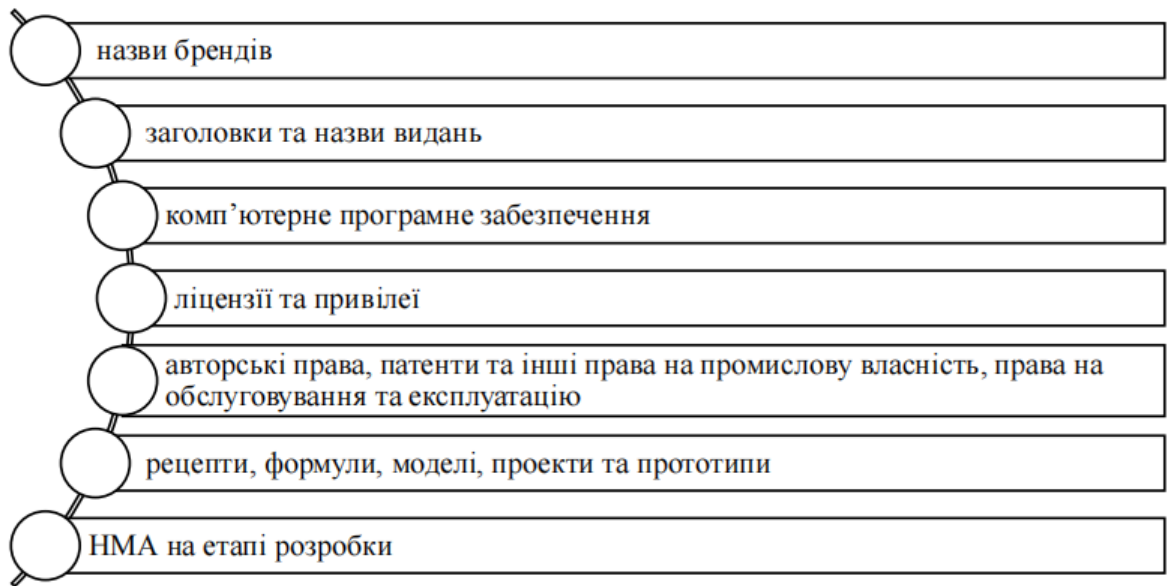 назви брендів
заголовки та назви видань
комп’ютерне програмне забезпечення
ліцензії та привілеї
авторські права, патенти та інші права на промислову власність, права на
обслуговування та експлуатацію
рецепти, формули, моделі, проекти та прототипи
НМА на етапі розробки